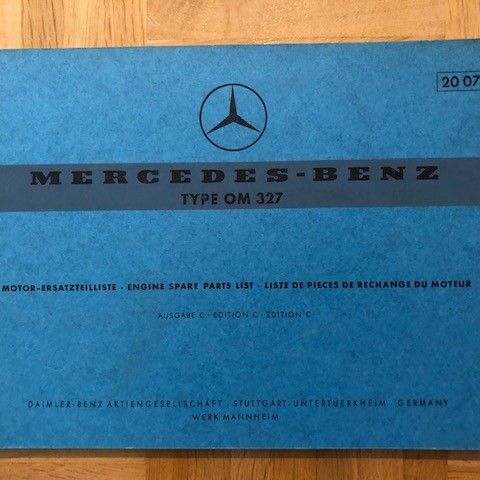 20 07
MERCEDES-BENZ
TYPE OM 327
MOTOR-ERSATZTEILLISTE · ENGINE SPARE PARTS LIST · LISTE DE PIECES DE RECHANGE DU MOTEUR
AUSGABE C · EDITION C · EDITION C
DAIMLER-BENZ AKTIENGESELLSCHAFT · STUTTGART-UNTERTUERKHEIM · GERMANY
WERK MANNHEIM